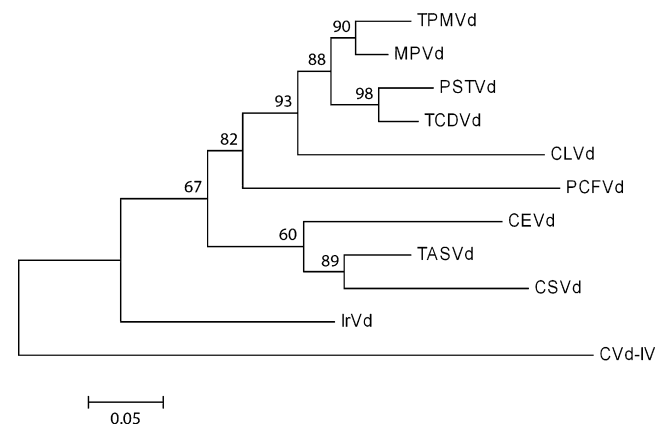 TPMVd
90
MPVd
88
PSTVd
98
93
TCDVd
82
CLVd
67
PCFVd
CEVd
60
TASVd
89
CSVd
IrVd
CVd-IV
0.05